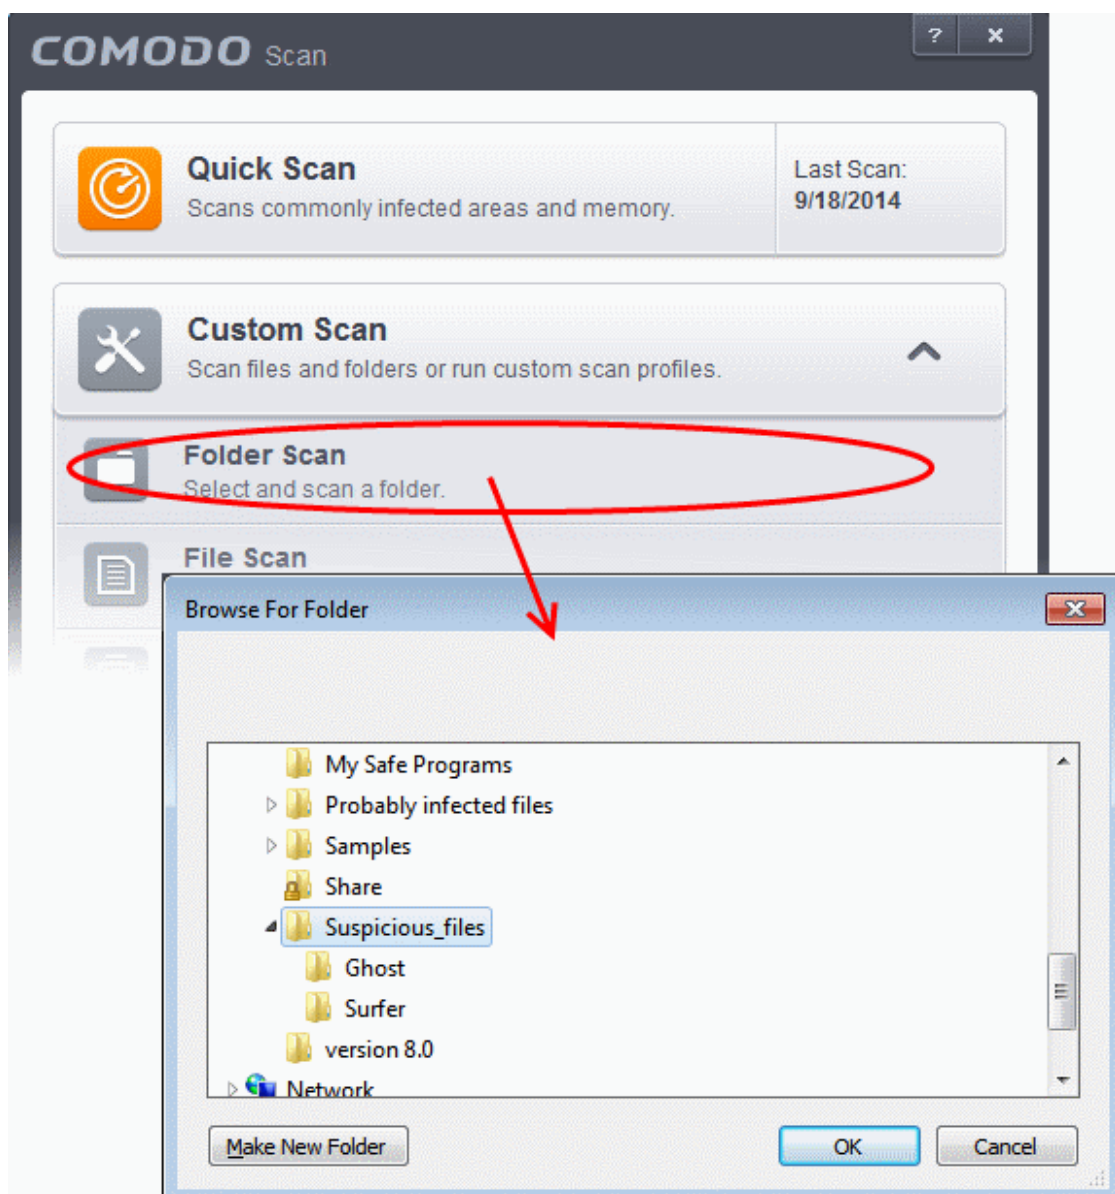 COMODO Scan
? x
Quick Scan
Scans commonly infected areas and memory.
Last Scan:
9/18/2014
Custom Scan
Scan files and folders or run custom scan profiles.
Folder Scan
Select and scan a folder.
File Scan
Browse For Folder
My Safe Programs
Probably infected files
Samples
Share
Suspicious_files
Ghost
Surfer
version 8.0
Network
Make New Folder
OK
Cancel